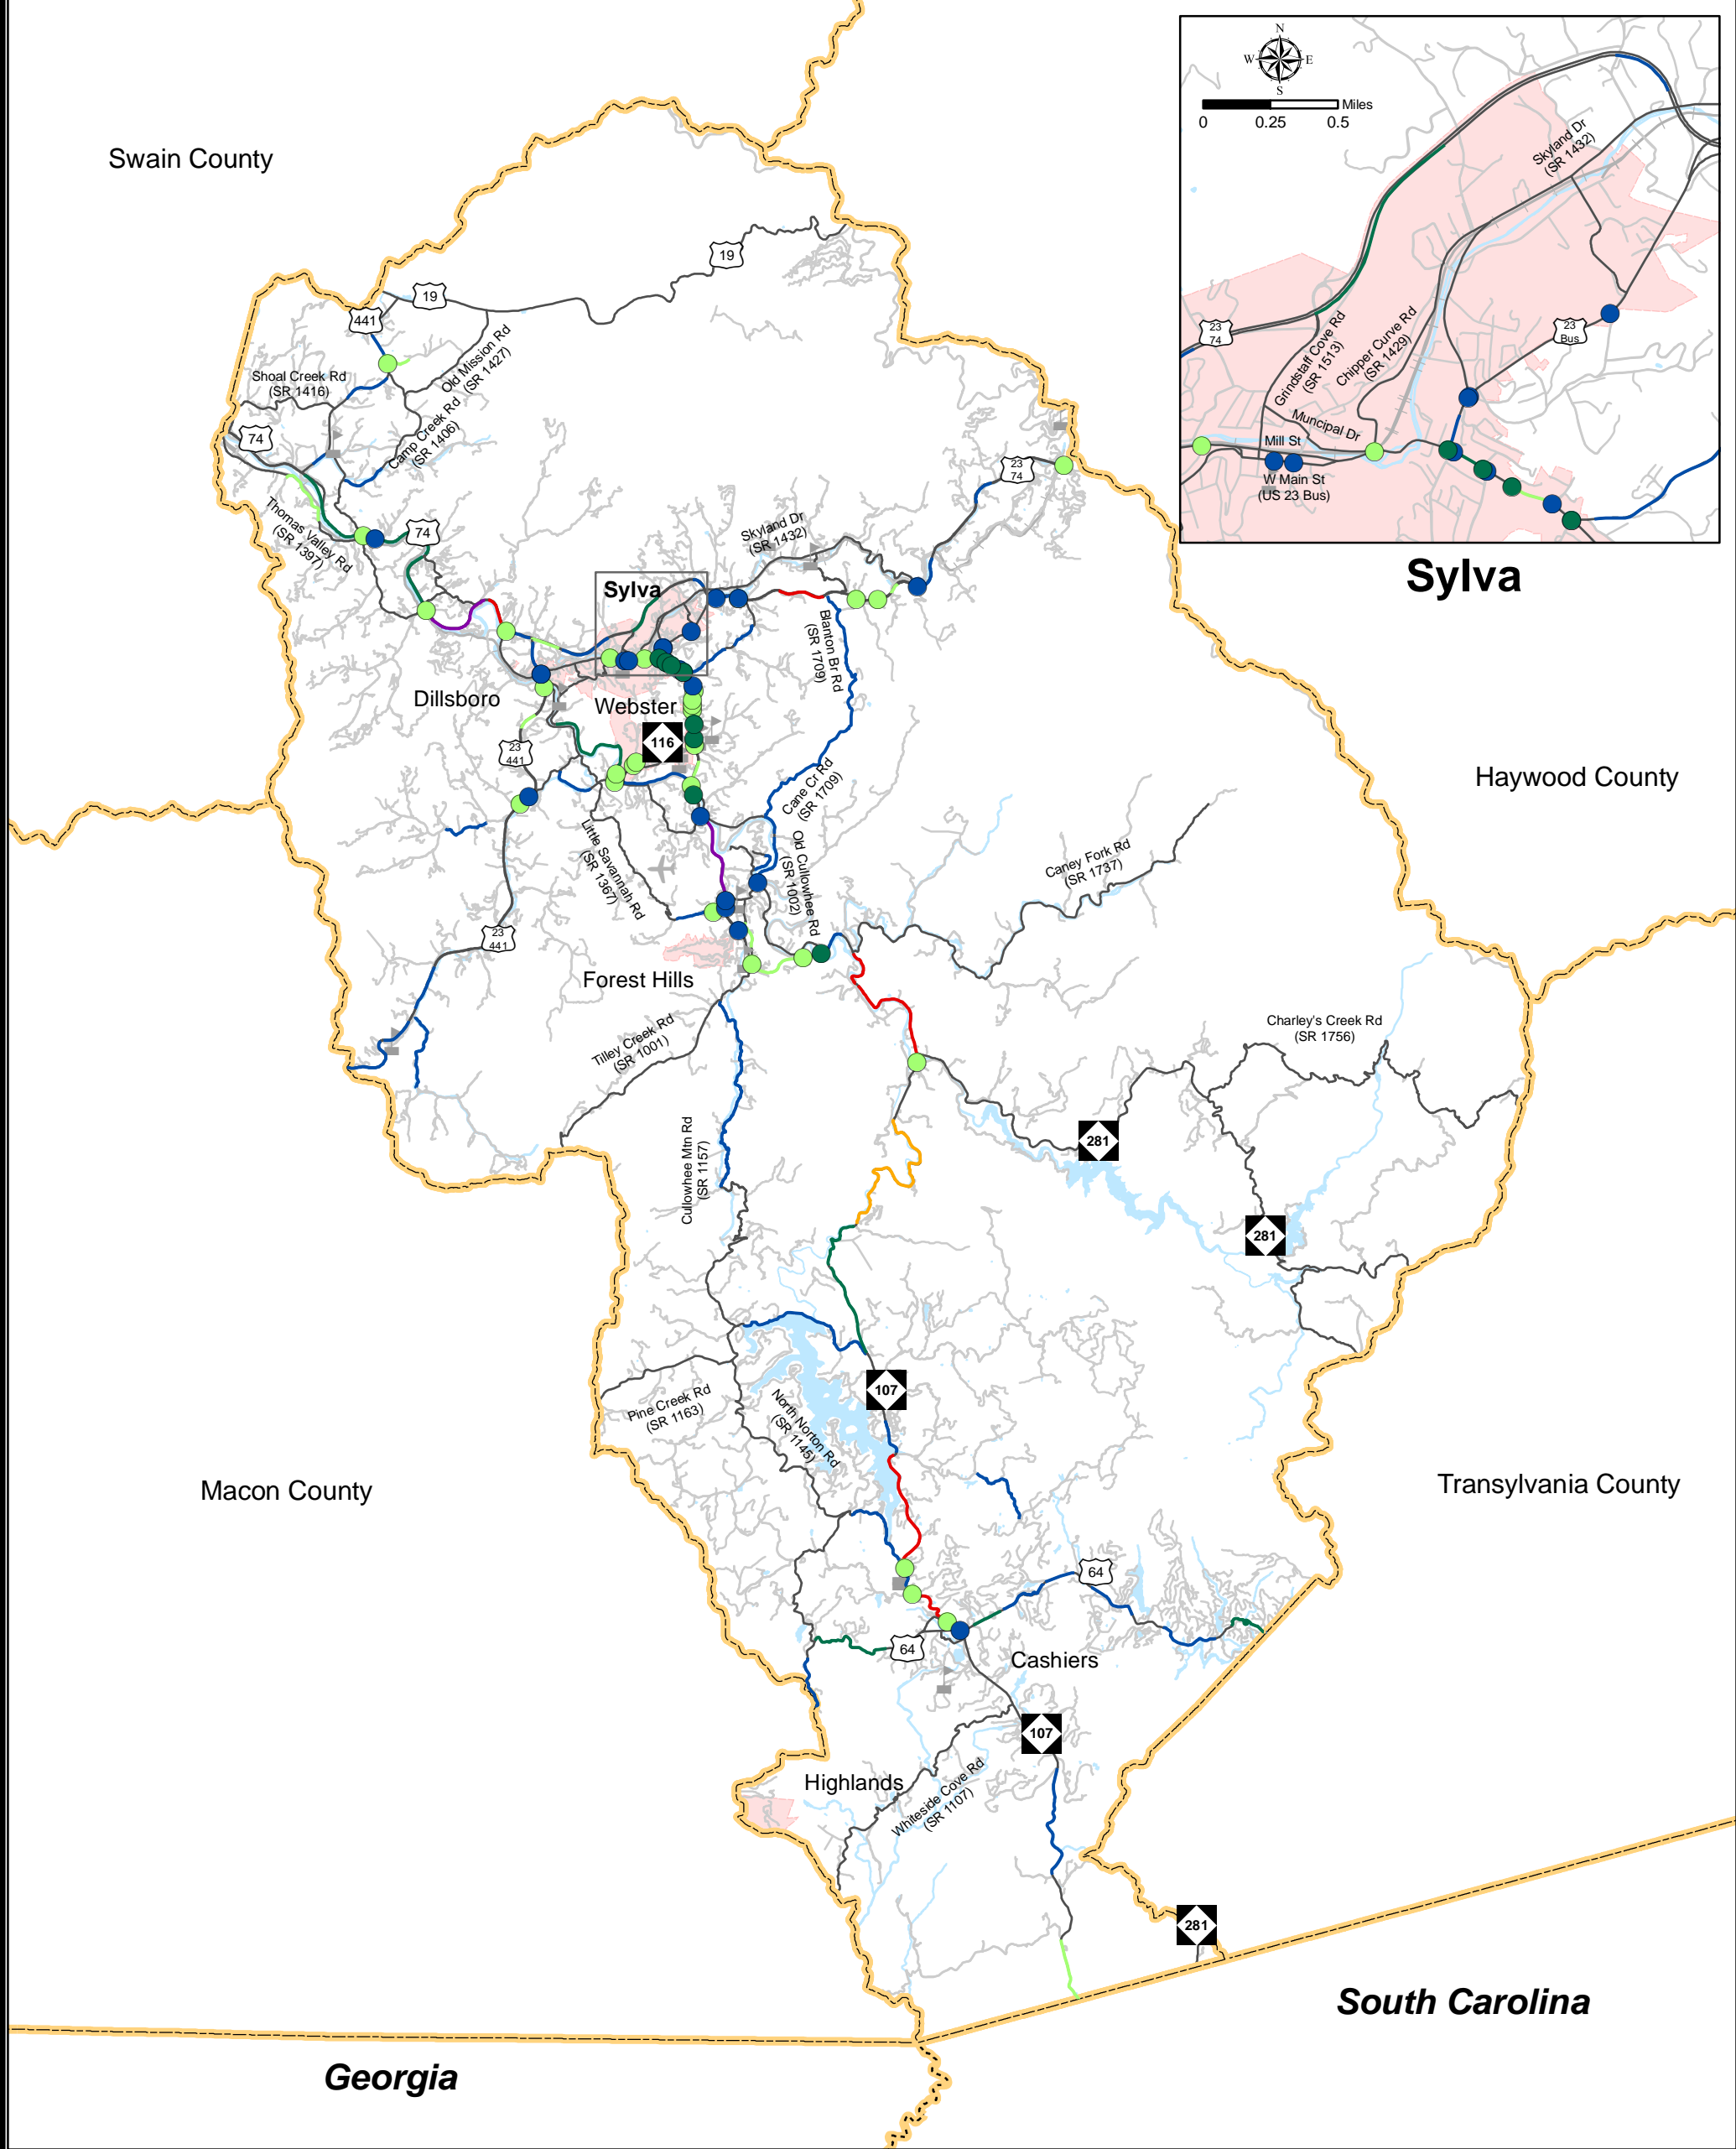 N
W E
S
Miles
0 0.25 0.5
Skyland Dr
(SR 1432)
23
74
Grindstaff Cove Rd
(SR 1513)
Chipper Curve Rd
(SR 1429)
23
Bus
Muncipal Dr
Mill St
W Main St
(US 23 Bus)
Sylva
Swain County
19
19
441
Old Mission Rd
(SR 1427)
Shoal Creek Rd
(SR 1416)
Camp Creek Rd
(SR 1406)
74
23
74
Thomas Valley Rd
(SR 1397)
74
Skyland Dr
(SR 1432)
Sylva
Blanton Br Rd
(SR 1709)
Dillsboro
Webster
116
23
441
Cane Cr Rd
(SR 1709)
Haywood County
Little Savannah Rd
(SR 1367)
Old Cullowhee Rd
(SR 1002)
Caney Fork Rd
(SR 1737)
23
441
Forest Hills
Tilley Creek Rd
(SR 1001)
Charley's Creek Rd
(SR 1756)
281
Cullowhee Mtn Rd
(SR 1157)
281
107
Pine Creek Rd
(SR 1163)
North Norton Rd
(SR 1145)
Macon County
Transylvania County
64
64
Cashiers
107
Highlands
Whiteside Cove Rd
(SR 1107)
281
South Carolina
Georgia